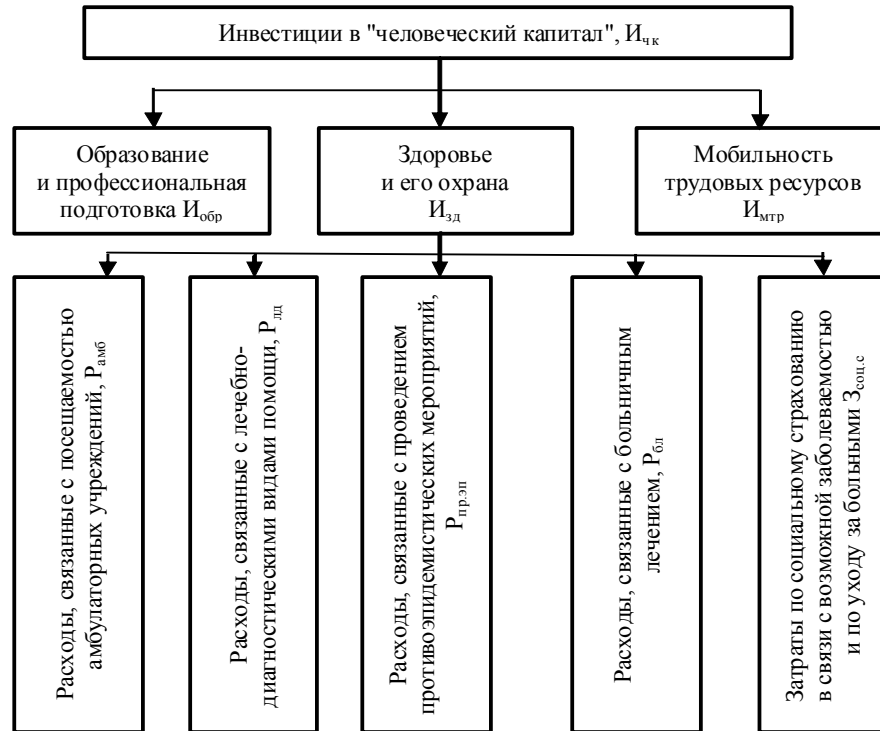 Инвестиции в "человеческий капитал", Ичк
Образование
и профессиональная
подготовка Иобр
Здоровье
и его охрана
Изд
Мобильность
трудовых ресурсов
Имтр
Расходы, связанные с посещаемостью
амбулаторных учреждений, Рамб
Расходы, связанные с лечебно-
диагностическими видами помощи, Рлд
Расходы, связанные с проведением
противоэпидемистических мероприятий,
Рпр.эп
Расходы, связанные с больничным
лечением, Рбл
Затраты по социальному страхованию
в связи с возможной заболеваемостью
и по уходу за больными Зсоц.с